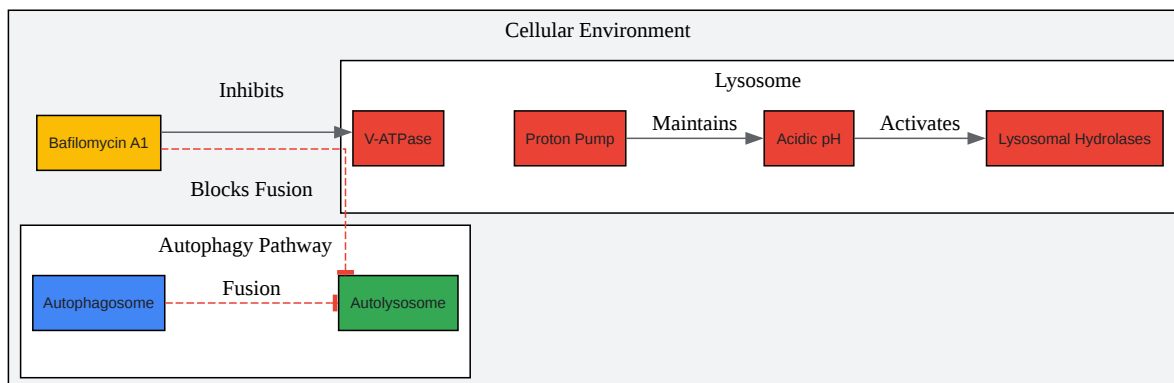 Cellular Environment
Lysosome
Inhibits
Bafilomycin A1
V-ATPase
Proton Pump
Maintains
Acidic pH
Activates
Lysosomal Hydrolases
Blocks Fusion
Autophagy Pathway
Autophagosome
Fusion
Autolysosome